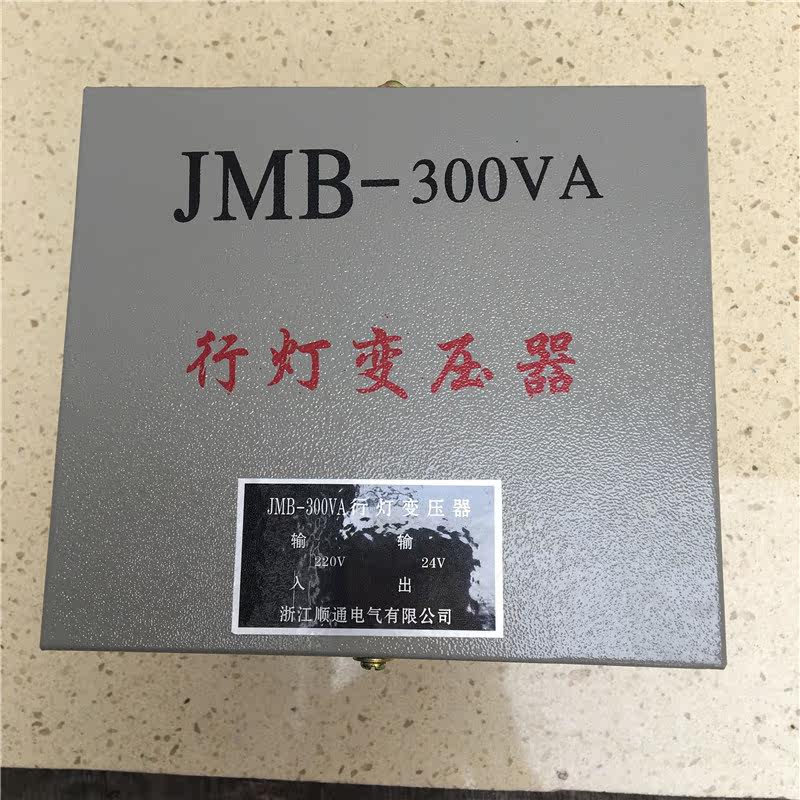 JMB-300VA
行灯变压器
JMB-300VA行灯变压器
输 输
220V 24V
入 出
浙江顺通电气有限公司